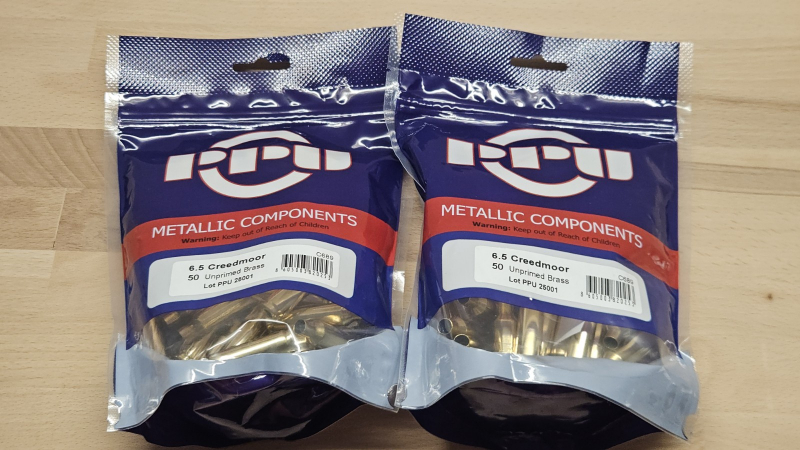 PPU
METALLIC COMPONENTS
Warning: Keep out of Reach of Children
6.5 Creedmoor
50 Unprimed Brass
Lot PPU 25001
C689
PPU
METALLIC COMPONENTS
Warning: Keep out of Reach of Children
6.5 Creedmoor
50 Unprimed Brass
Lot PPU 25001
C689